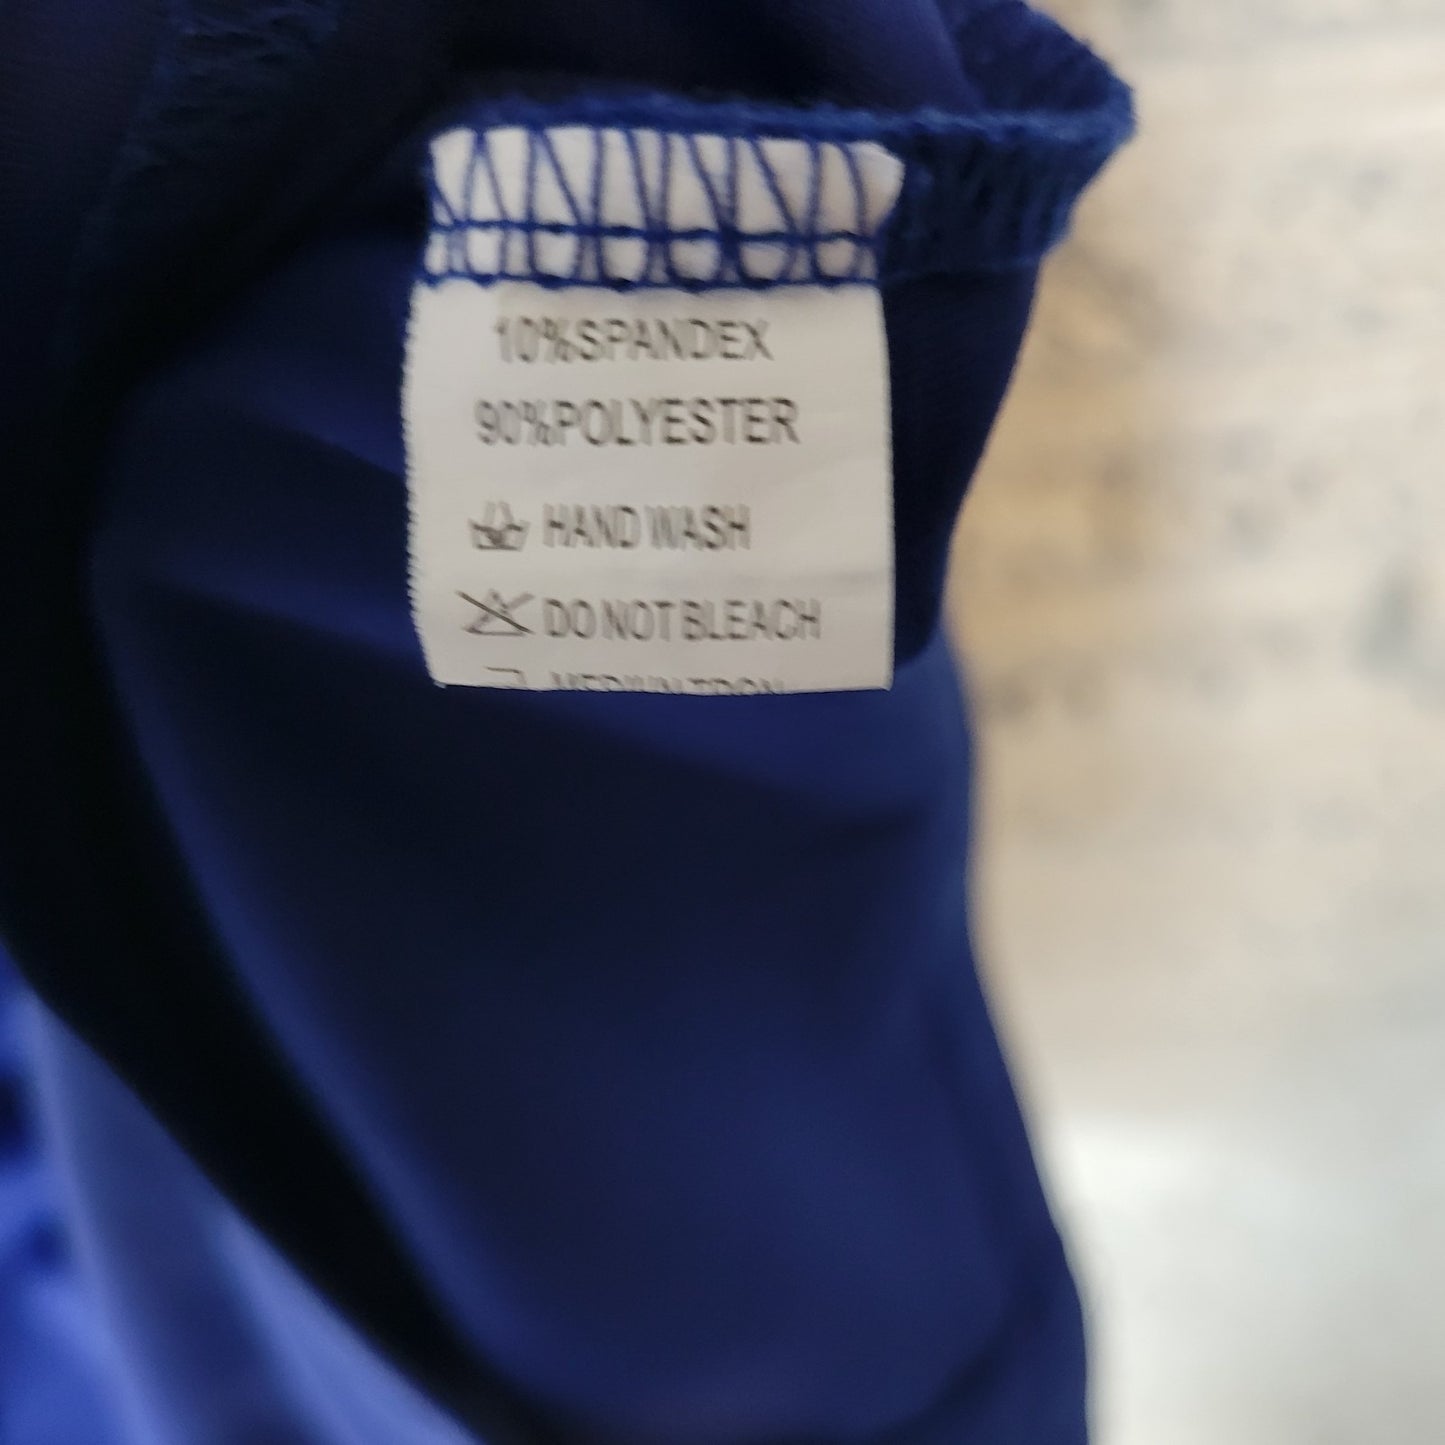 10%SPANDEX
90%POLYESTER
HAND WASH
DO NOT BLEACH